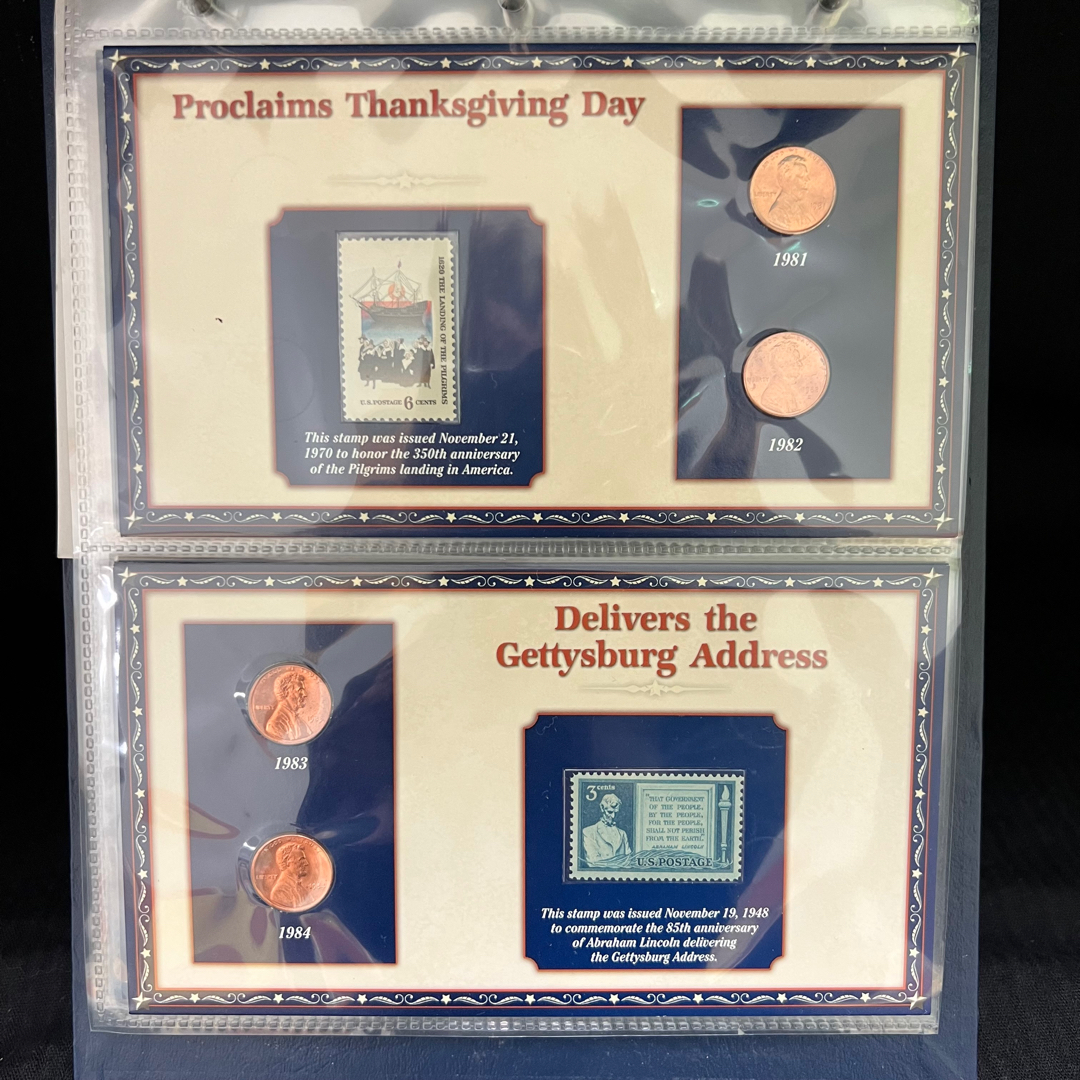 Proclaims Thanksgiving Day
1981
1982
1620 THE LANDING OF THE PILGRIMS
U.S. POSTAGE 6 CENTS
This stamp was issued November 21,
1970 to honor the 350th anniversary
of the Pilgrims landing in America.
Delivers the
Gettysburg Address
1983
1984
3 cents
"THAT GOVERNMENT
OF THE PEOPLE,
BY THE PEOPLE,
FOR THE PEOPLE,
SHALL NOT PERISH
FROM THE EARTH."
ABRAHAM LINCOLN
U.S. POSTAGE
This stamp was issued November 19, 1948
to commemorate the 85th anniversary
of Abraham Lincoln delivering
the Gettysburg Address.